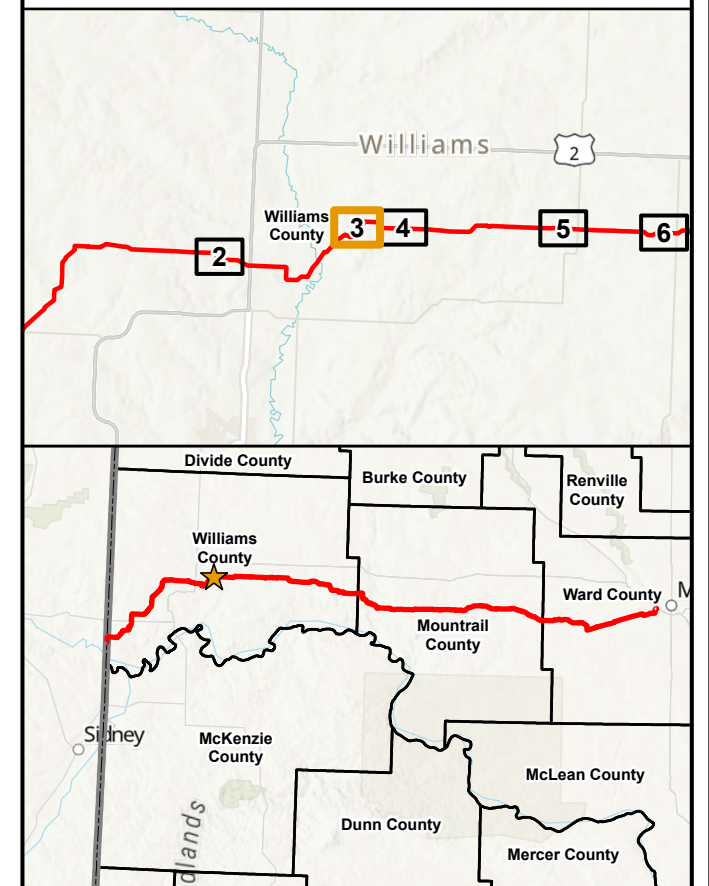 Williams
2
Williams
County
3
4
5
6
2
Divide County
Burke County
Renville
County
Williams
County
Ward County
M
Mountrail
County
Sidney
McKenzie
County
McLean County
dlands
Dunn County
Mercer County